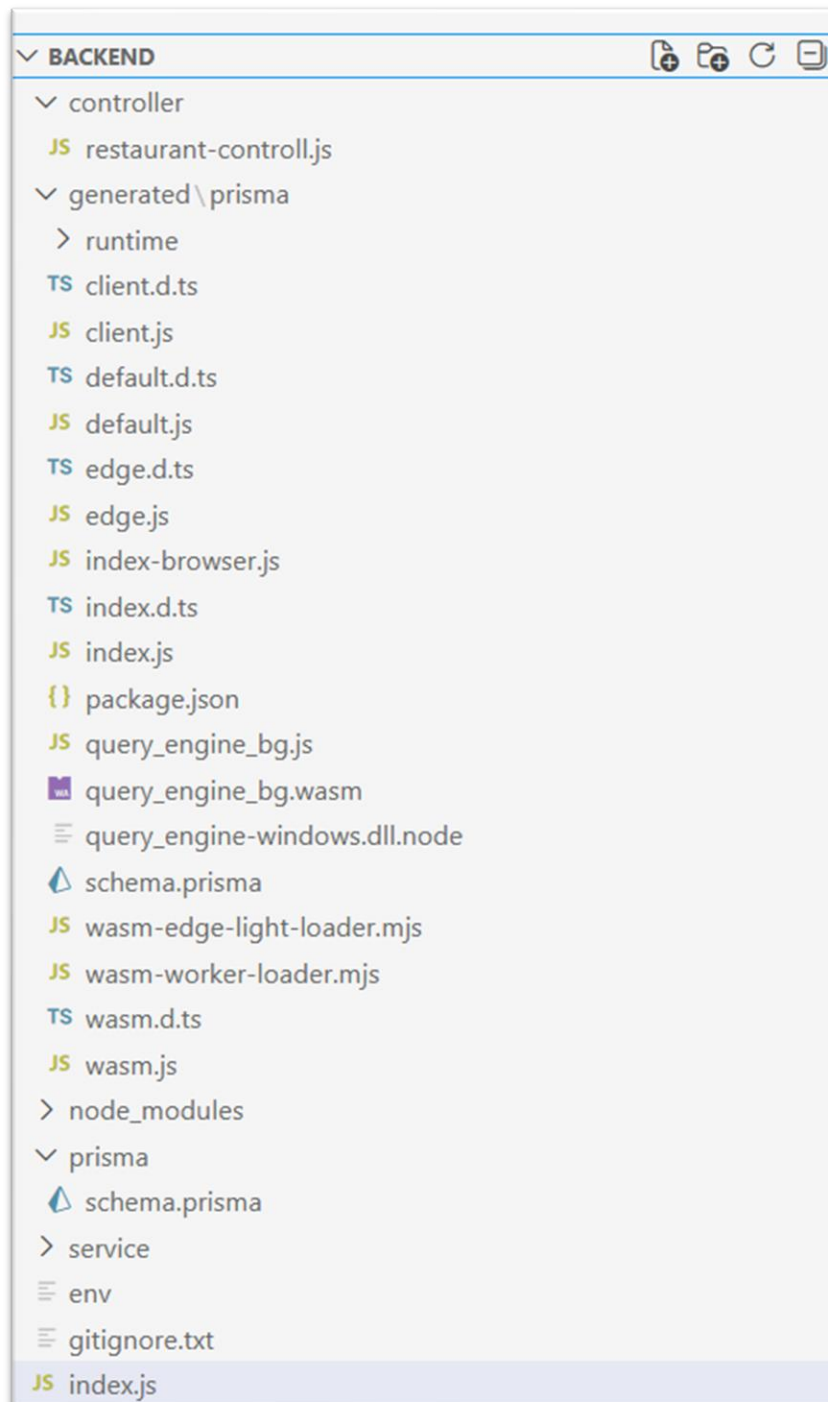 BACKEND
controller
JS restaurant-controll.js
generated\prisma
runtime
TS client.d.ts
JS client.js
TS default.d.ts
JS default.js
TS edge.d.ts
JS edge.js
JS index-browser.js
TS index.d.ts
JS index.js
{} package.json
JS query_engine_bg.js
WA query_engine_bg.wasm
query_engine-windows.dll.node
schema.prisma
JS wasm-edge-light-loader.mjs
JS wasm-worker-loader.mjs
TS wasm.d.ts
JS wasm.js
node_modules
prisma
schema.prisma
service
env
gitignore.txt
JS index.js